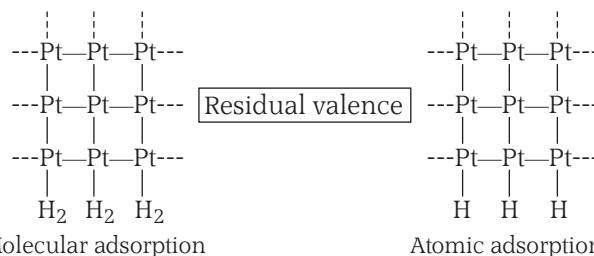 ---Pt—Pt—Pt---
---Pt—Pt—Pt---
---Pt—Pt—Pt---
H₂ H₂ H₂
olecular adsorption
Residual valence
---Pt—Pt—Pt---
---Pt—Pt—Pt---
---Pt—Pt—Pt---
H H H
Atomic adsorption